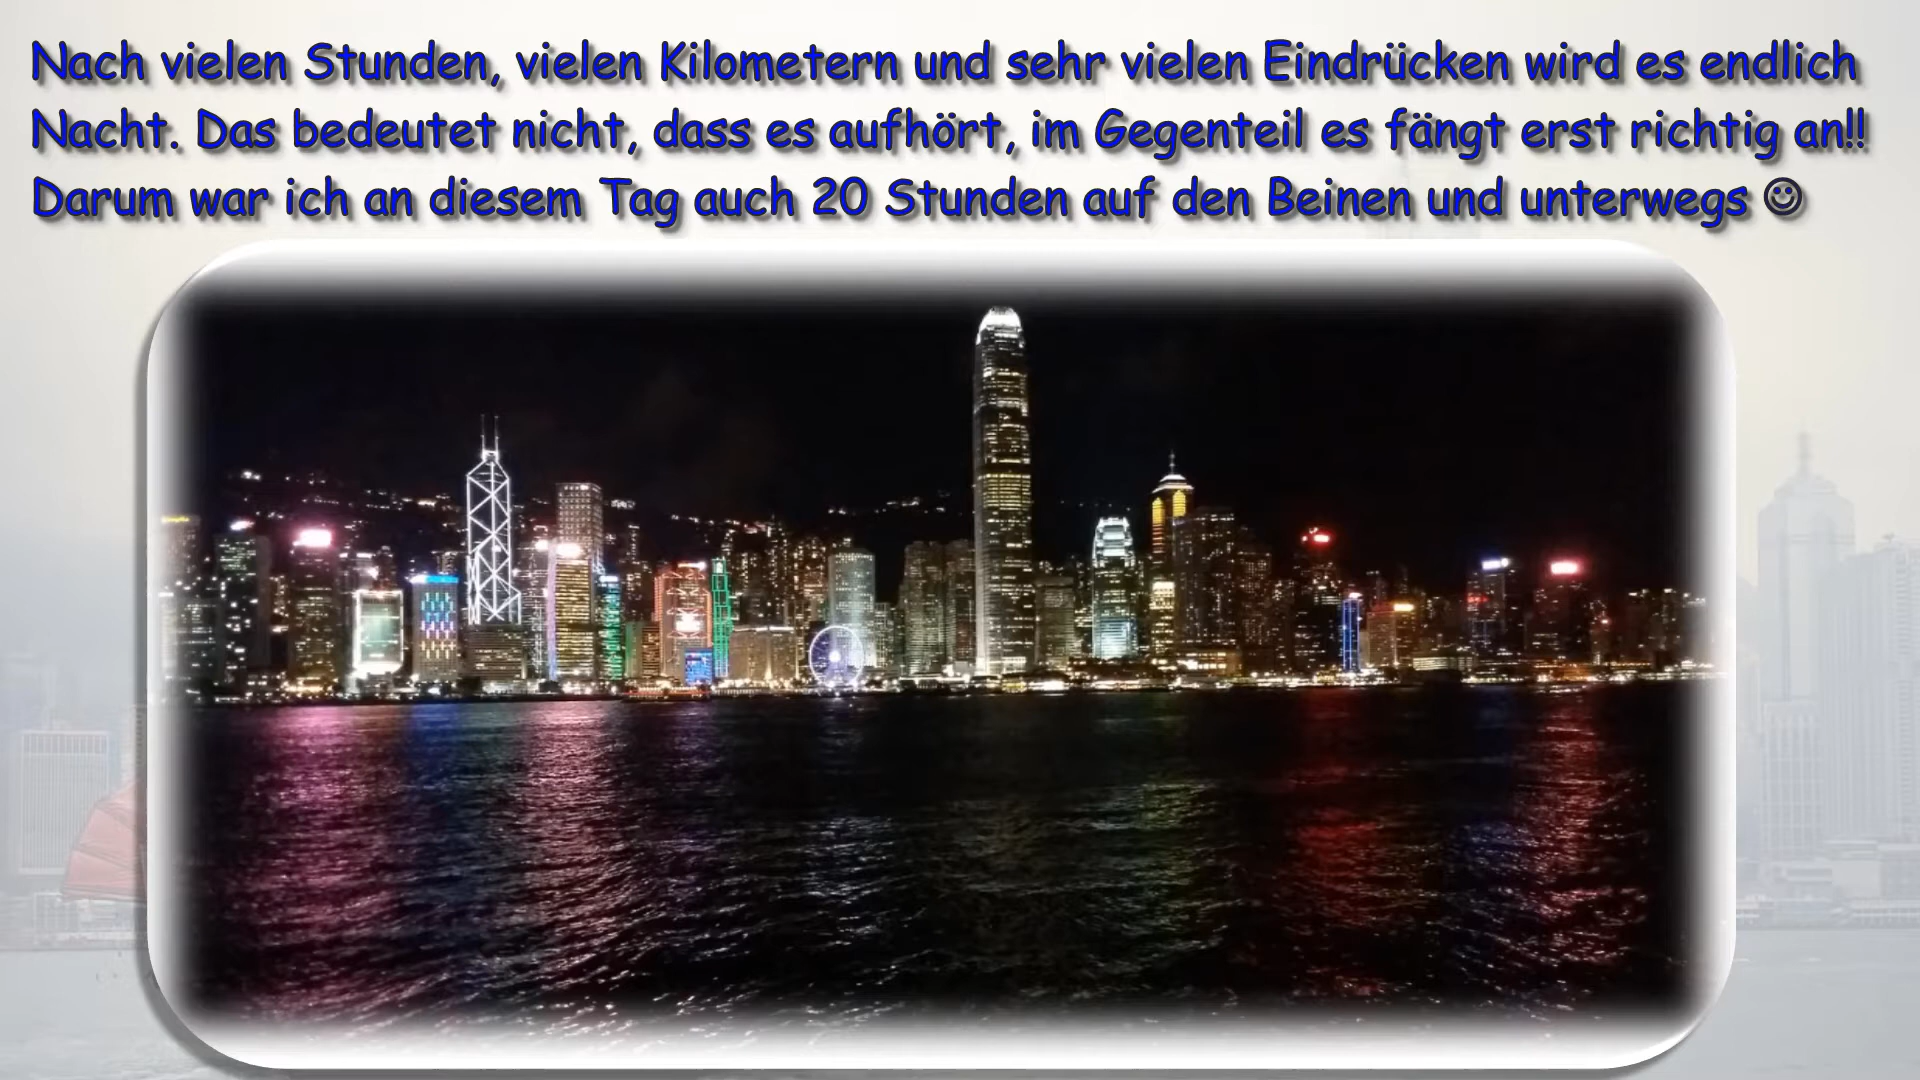 Nach vielen Stunden, vielen Kilometern und sehr vielen Eindrücken wird es endlich
Nacht. Das bedeutet nicht, dass es aufhört, im Gegenteil es fängt erst richtig an!!
Darum war ich an diesem Tag auch 20 Stunden auf den Beinen und unterwegs ☺